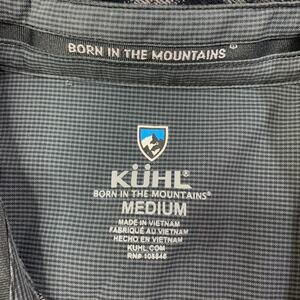 BORN IN THE MOUNTAINS®
KÜHL®
BORN IN THE MOUNTAINS®
MEDIUM
MADE IN VIETNAM
FABRIQUÉ AU VIETNAM
HECHO EN VIETNAM
KUHL.COM
RN# 108846